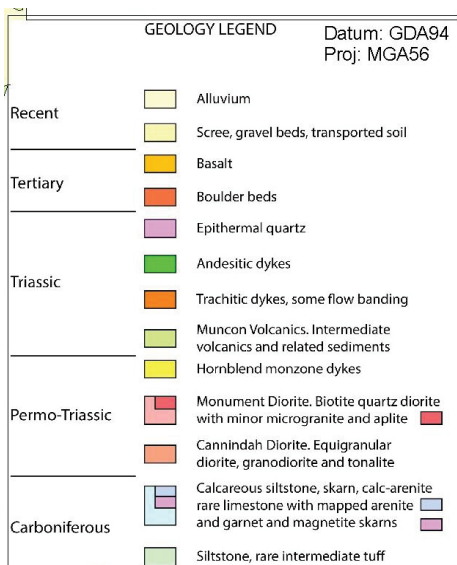 GEOLOGY LEGEND
Datum: GDA94
Proj: MGA56
Recent
Alluvium
Scree, gravel beds, transported soil
Tertiary
Basalt
Boulder beds
Triassic
Epithermal quartz
Andesitic dykes
Trachitic dykes, some flow banding
Muncon Volcanics. Intermediate
volcanics and related sediments
Permo-Triassic
Hornblend monzone dykes
Monument Diorite. Biotite quartz diorite
with minor microgranite and aplite
Cannindah Diorite. Equigranular
diorite, granodiorite and tonalite
Carboniferous
Calcareous siltstone, skarn, calc-arenite
rare limestone with mapped arenite
and garnet and magnetite skarns
Siltstone, rare intermediate tuff